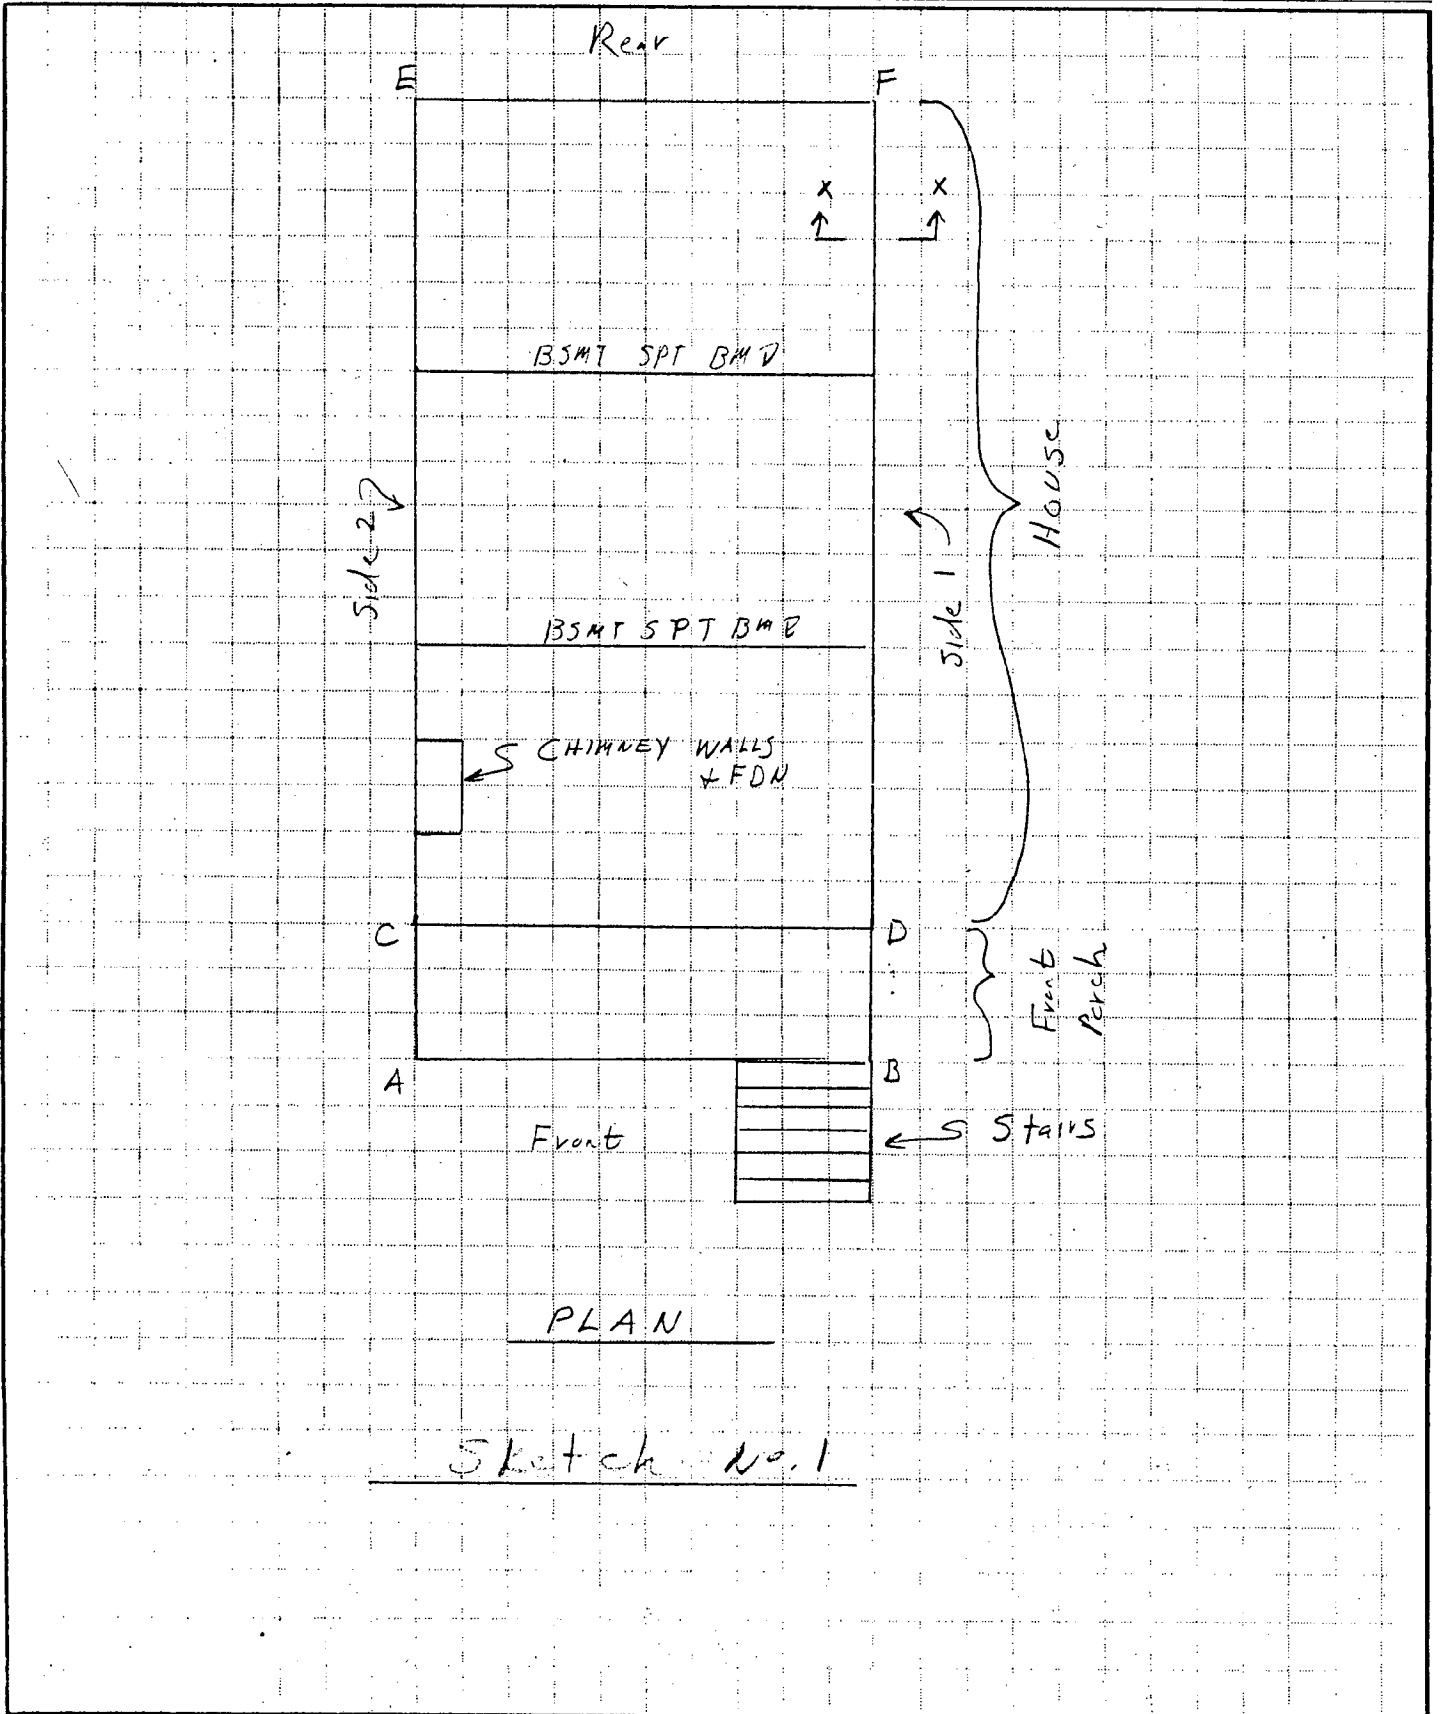 Rear
E F
x x
BSMT SPT BMD
Side 2
House
Side 1
BSMT SPT BMD
CHIMNEY WALLS
+ FDN
C D
Front
Porch
A B
Front
Stairs
PLAN
Sketch No. 1